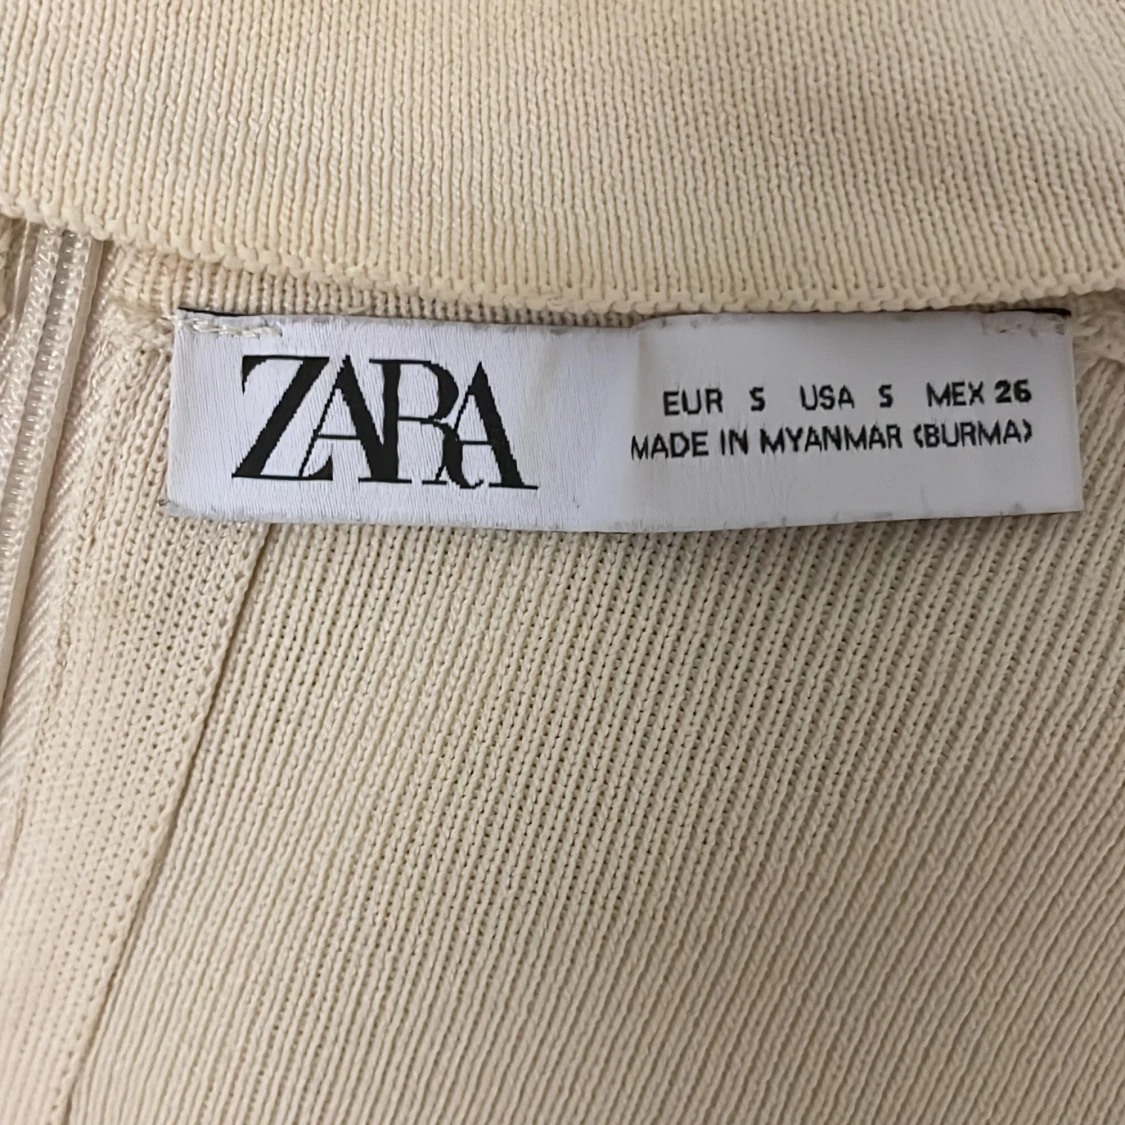 ZARA
EUR S USA S MEX 26
MADE IN MYANMAR (BURMA)